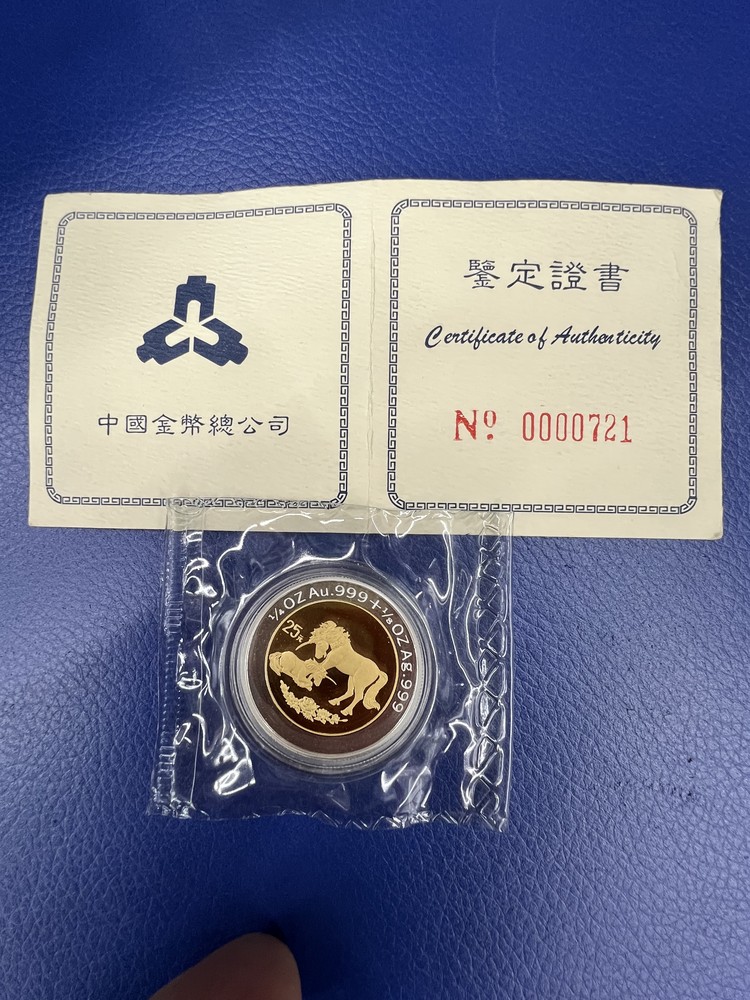 中國金幣總公司
鑒定證書
Certificate of Authenticity
Nº 0000721
1/4 OZ Au.999+1/8 OZ Ag.999
25元